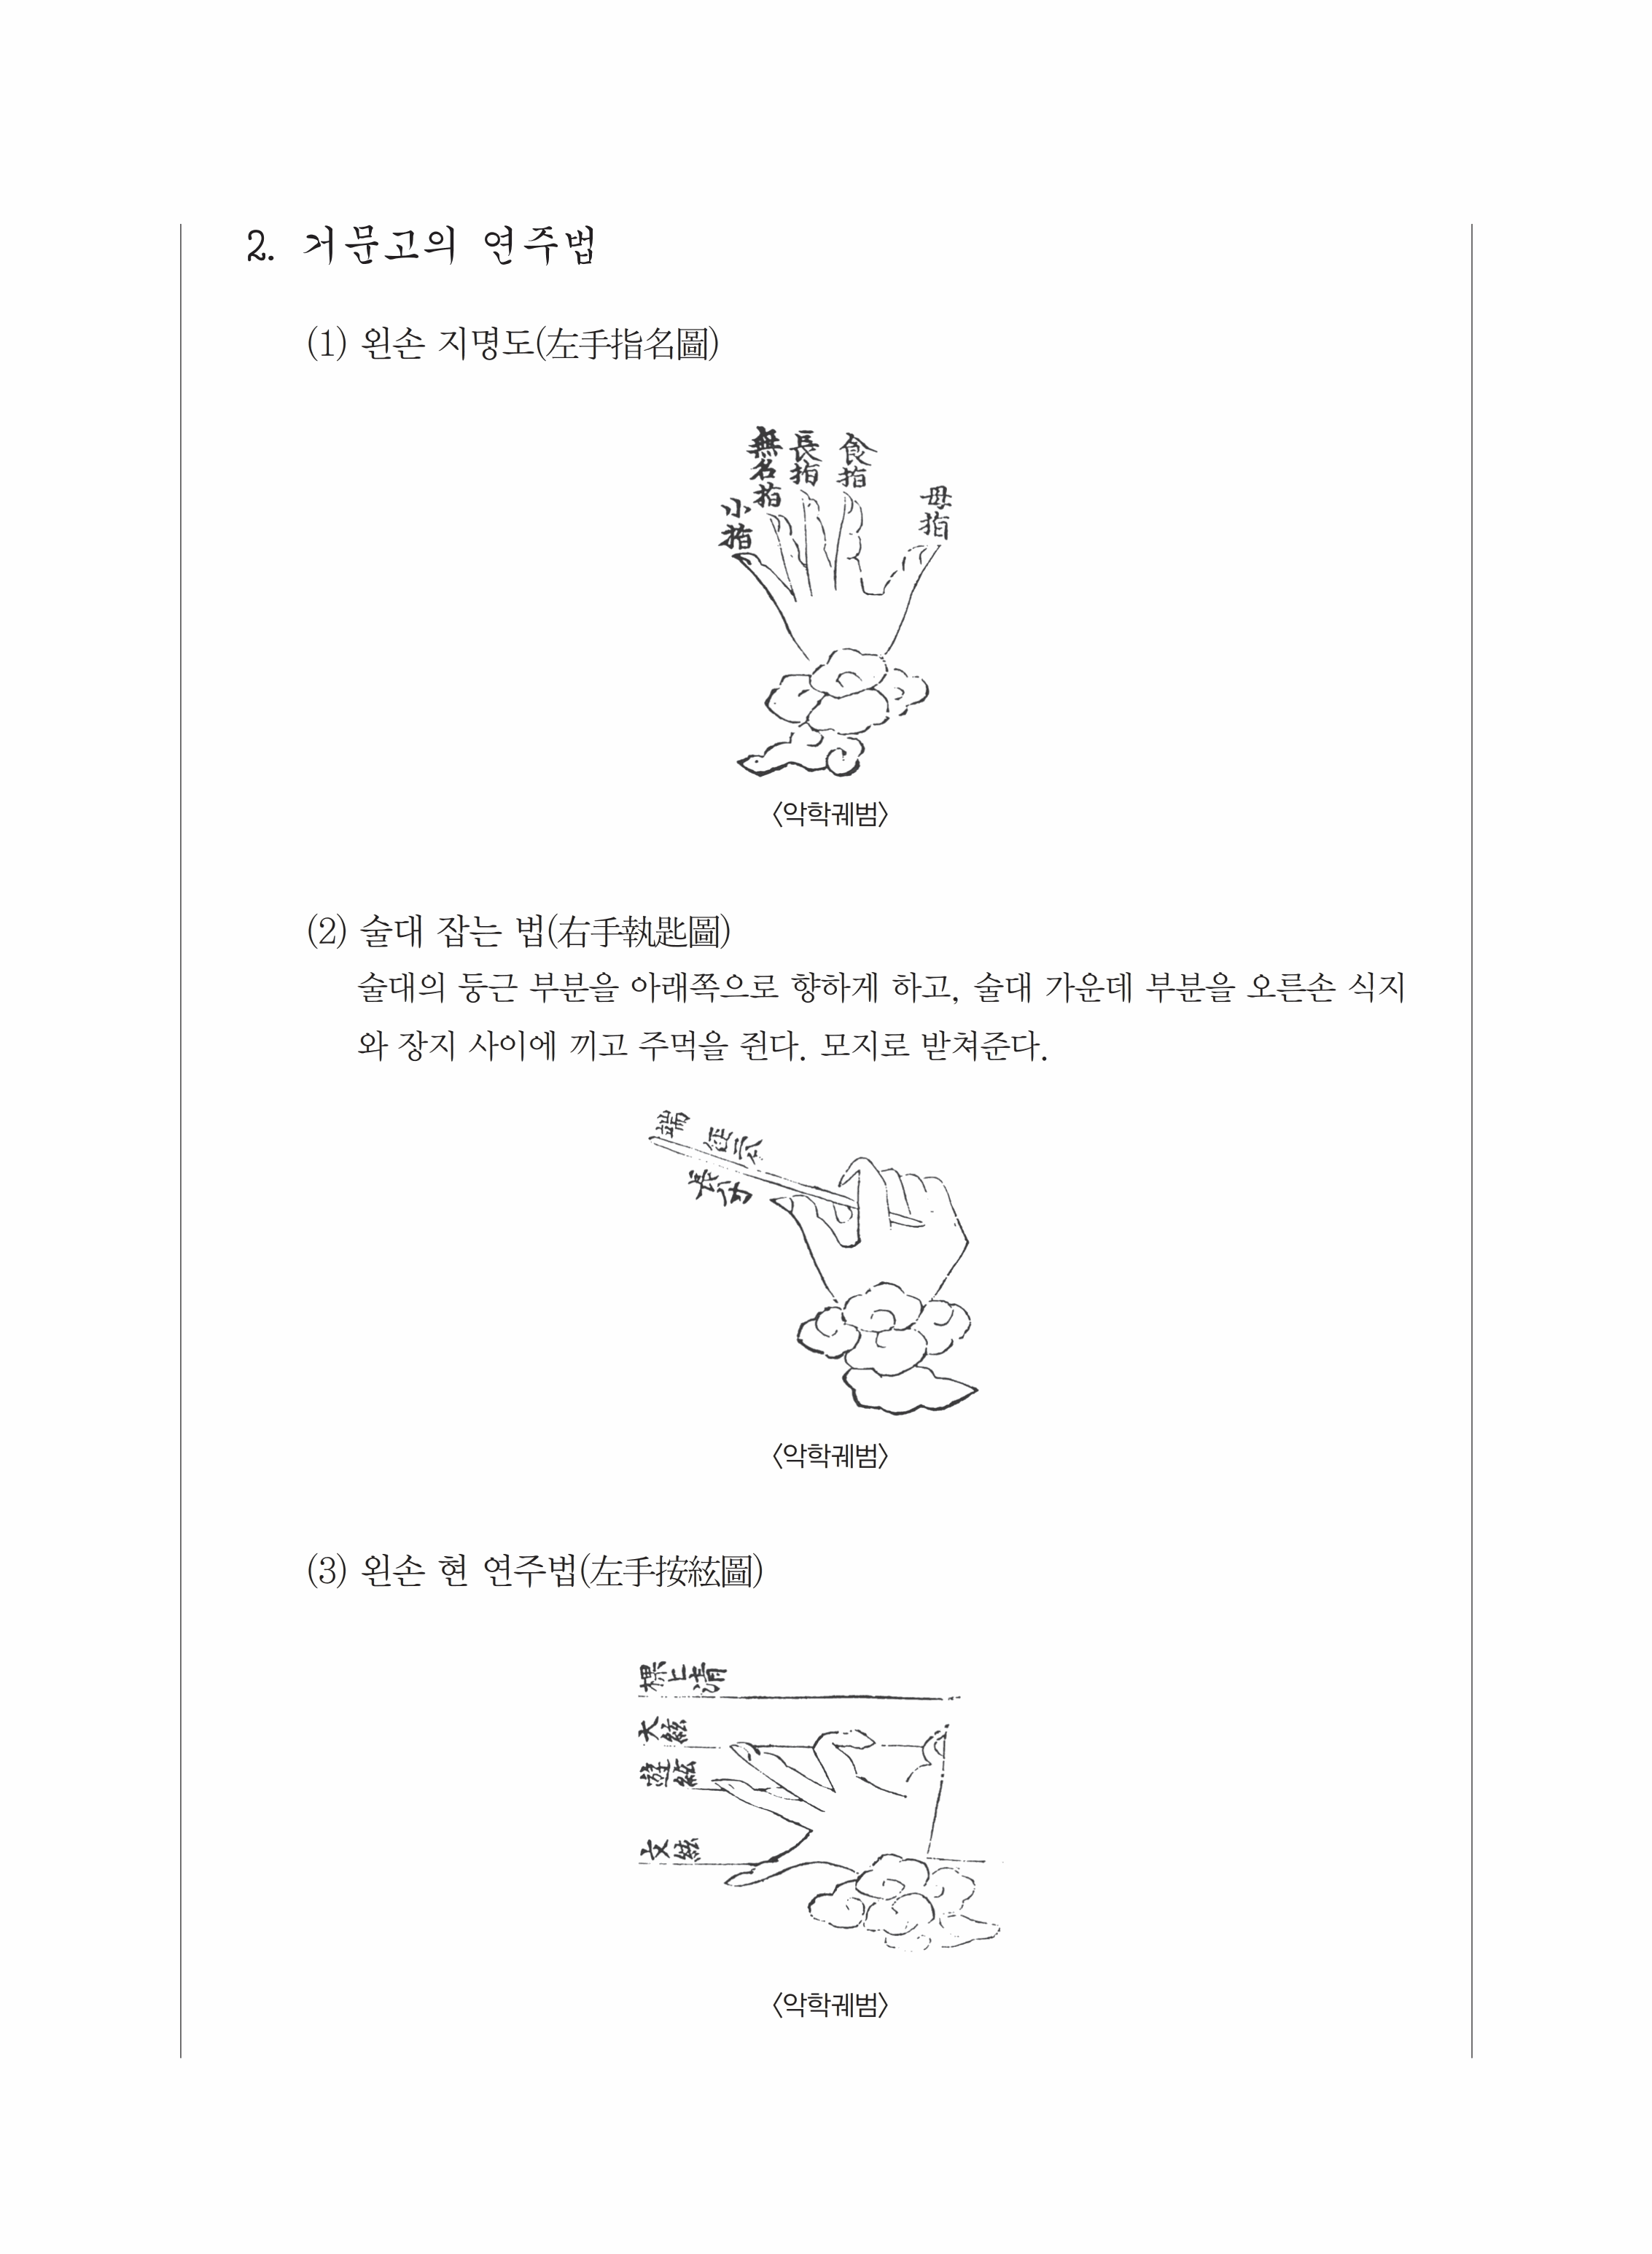 2. 거문고의 연주법
(1) 왼손 지명도(左手指名圖)
無名指
長指
食指
母指
小指
〈악학궤범〉
(2) 술대 잡는 법(右手執匙圖)
술대의 둥근 부분을 아래쪽으로 향하게 하고, 술대 가운데 부분을 오른손 식지
와 장지 사이에 끼고 주먹을 쥔다. 모지로 받쳐준다.
端
〈악학궤범〉
(3) 왼손 현 연주법(左手按絃圖)
棵上淸
大絃
遊絃
文絃
〈악학궤범〉